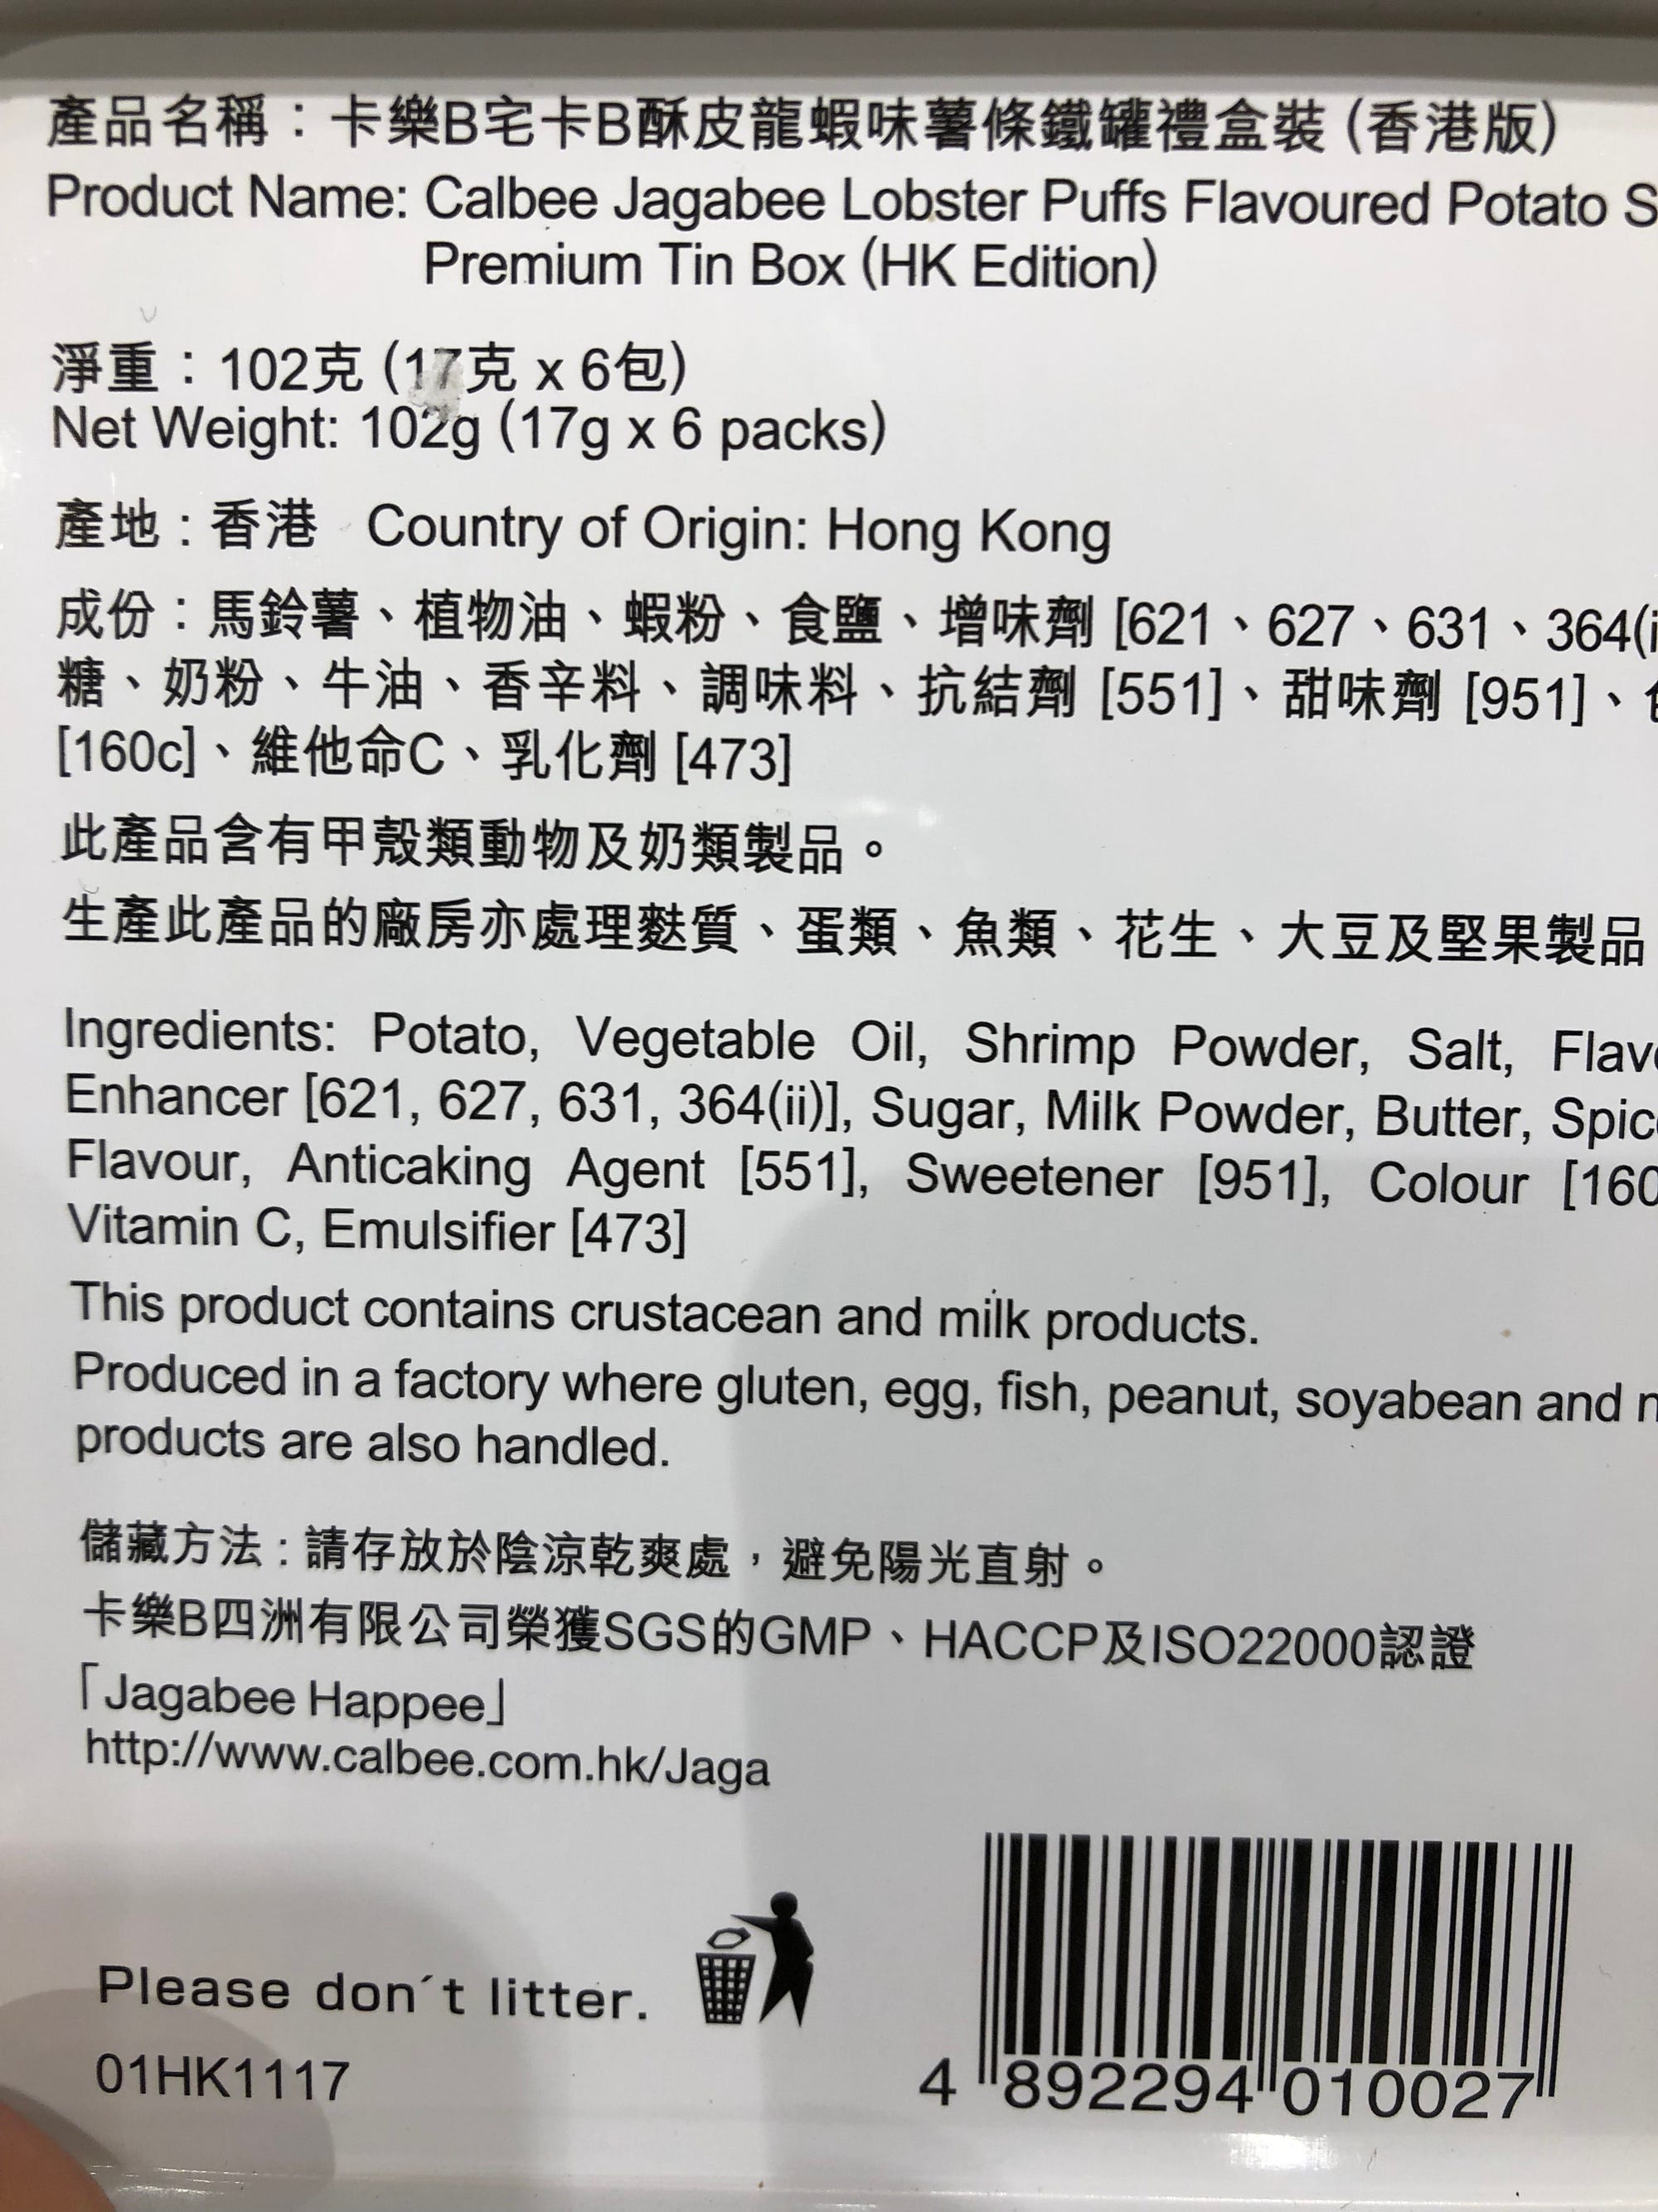 產品名稱：卡樂B宅卡B酥皮龍蝦味薯條鐵罐禮盒裝 (香港版)
Product Name: Calbee Jagabee Lobster Puffs Flavoured Potato
Premium Tin Box (HK Edition)
淨重：102克 (17克 x 6包)
Net Weight: 102g (17g x 6 packs)
產地 : 香港 Country of Origin: Hong Kong
成份：馬鈴薯、植物油、蝦粉、食鹽、增味劑 [621、627、631、364(i
糖、奶粉、牛油、香辛料、調味料、抗結劑 [551]、甜味劑 [951]、
[160c]、維他命C、乳化劑 [473]
此產品含有甲殼類動物及奶類製品。
生產此產品的廠房亦處理麩質、蛋類、魚類、花生、大豆及堅果製品
Ingredients: Potato, Vegetable Oil, Shrimp Powder, Salt,
Enhancer [621, 627, 631, 364(ii)], Sugar, Milk Powder, Butter,
Flavour, Anticaking Agent [551], Sweetener [951], Colour [160
Vitamin C, Emulsifier [473]
This product contains crustacean and milk products.
Produced in a factory where gluten, egg, fish, peanut, soyabean and
products are also handled.
儲藏方法 : 請存放於陰涼乾爽處，避免陽光直射。
卡樂B四洲有限公司榮獲SGS的GMP、HACCP及ISO22000認證
「Jagabee Happee」
http://www.calbee.com.hk/Jaga
Please don´t litter.
01HK1117
4 892294 010027